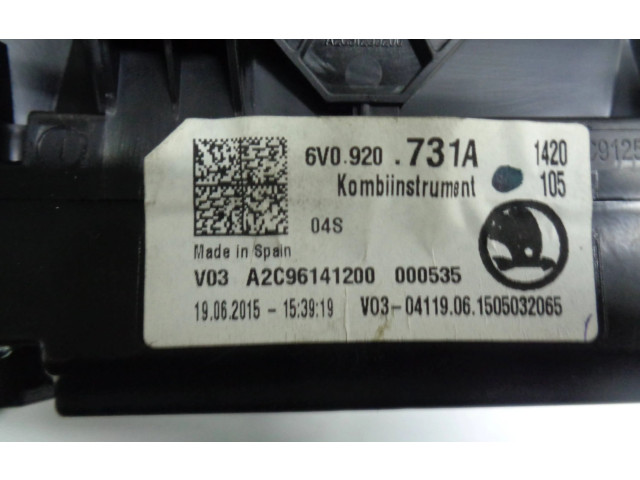 6V0.920 .731A 1420
Kombiinstrument 105
04S
Made in Spain
V03 A2C96141200 000535
19.06.2015 - 15:39:19 V03-04119.06.1505032065